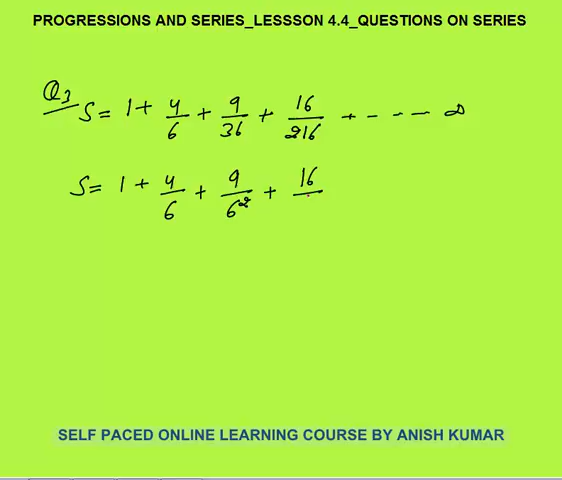 PROGRESSIONS AND SERIES_LESSSON 4.4_QUESTIONS ON SERIES
Q3
S = 1 + 4/6 + 9/36 + 16/216 + - - - - ∞
S = 1 + 4/6 + 9/6² + 16/
SELF PACED ONLINE LEARNING COURSE BY ANISH KUMAR